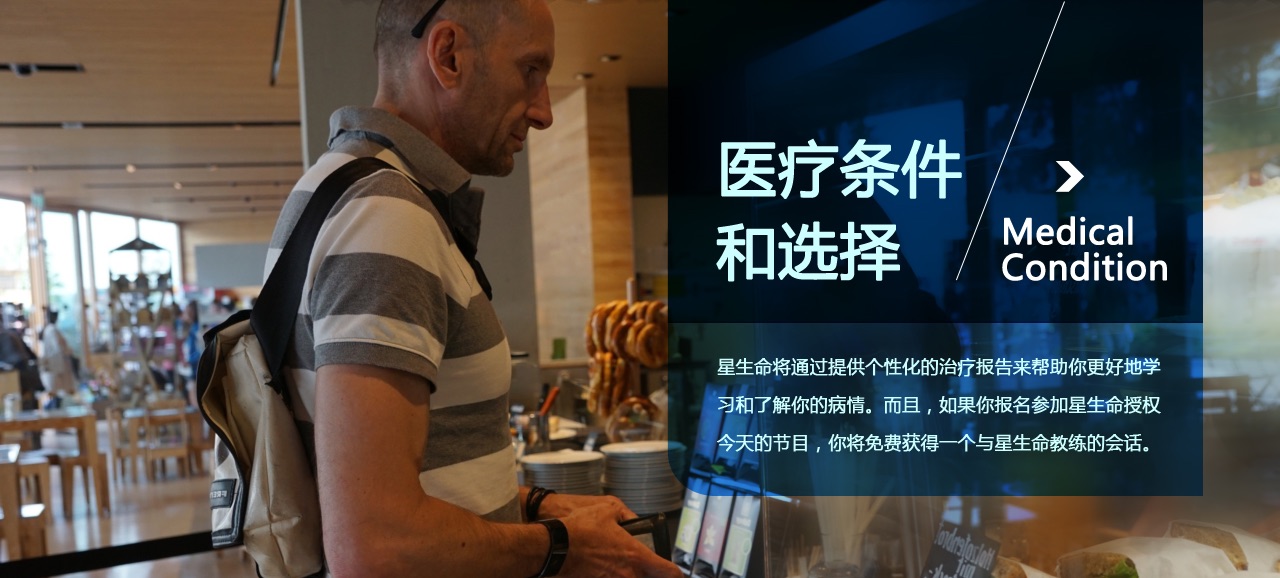 医疗条件
和选择
Medical
Condition
星生命将通过提供个性化的治疗报告来帮助你更好地学
习和了解你的病情。而且，如果你报名参加星生命授权
今天的节目，你将免费获得一个与星生命教练的会话。